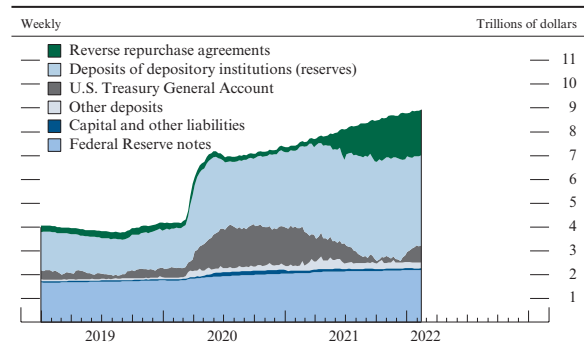 Weekly Trillions of dollars
Reverse repurchase agreements
Deposits of depository institutions (reserves)
U.S. Treasury General Account
Other deposits
Capital and other liabilities
Federal Reserve notes
11
10
9
8
7
6
5
4
3
2
1
2019 2020 2021 2022